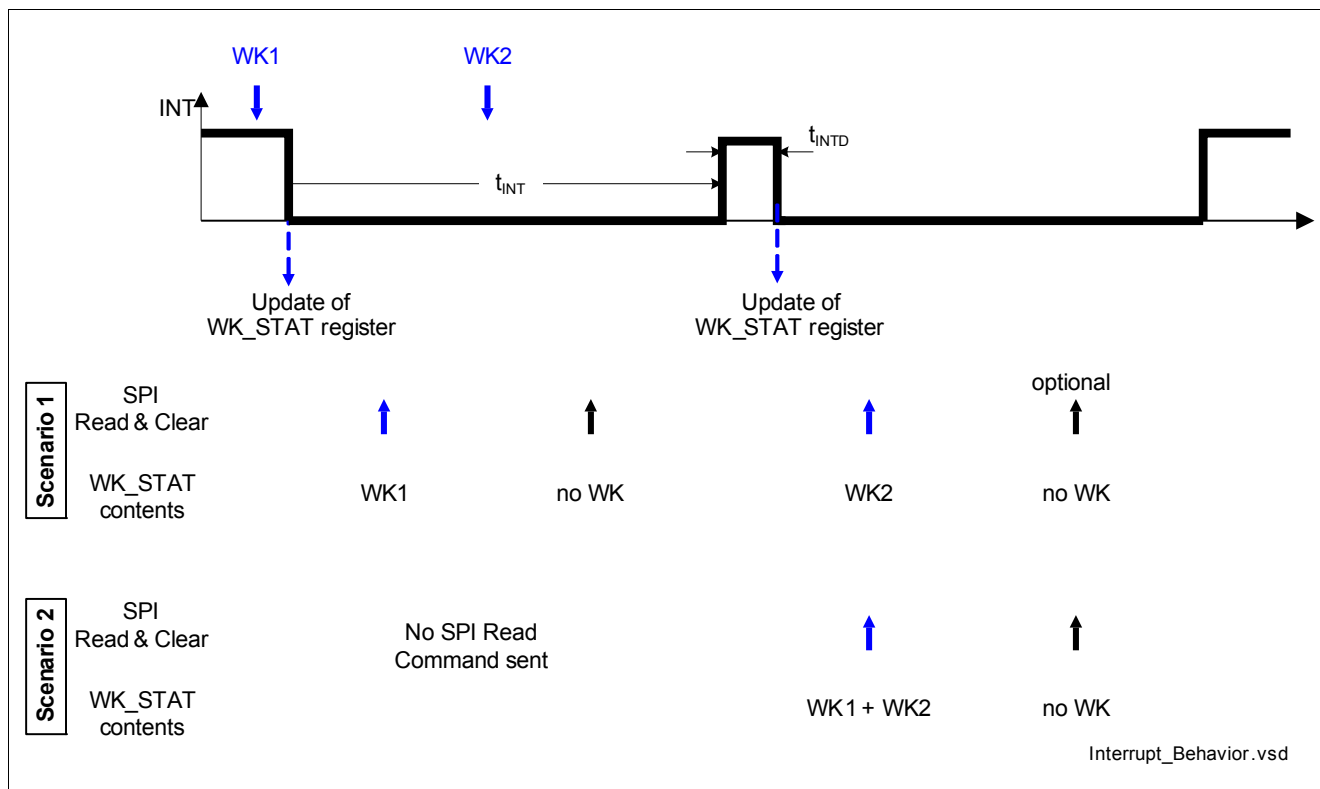 WK1
WK2
INT
tINTD
tINT
Update of
WK_STAT register
Update of
WK_STAT register
Scenario 1
SPI
Read & Clear
optional
WK_STAT
contents
WK1
no WK
WK2
no WK
Scenario 2
SPI
Read & Clear
No SPI Read
Command sent
WK_STAT
contents
WK1 + WK2
no WK
Interrupt_Behavior.vsd